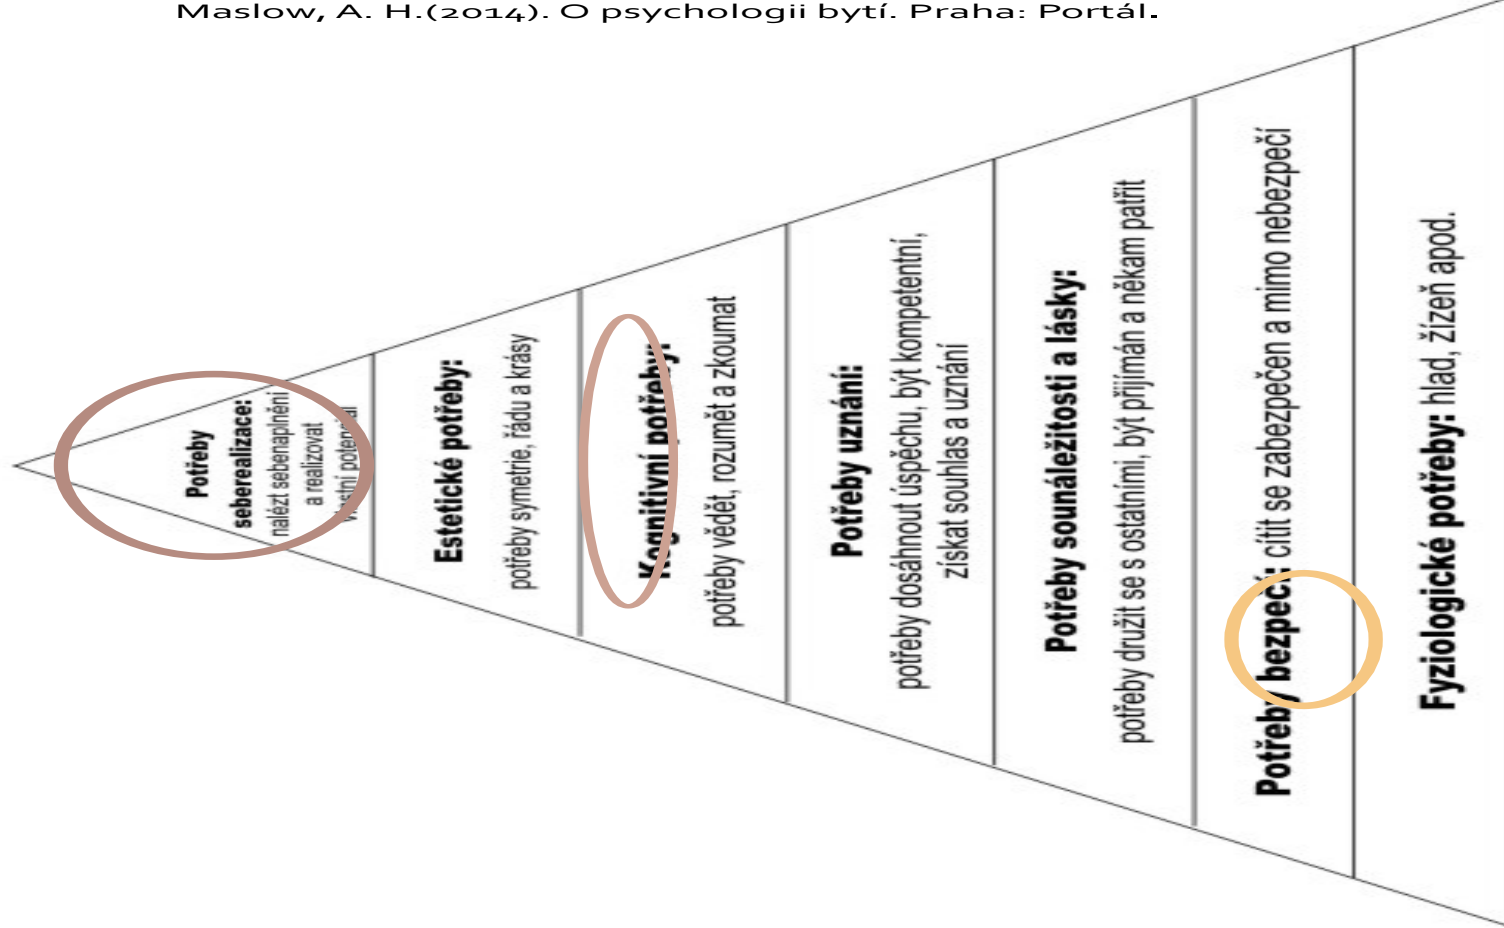 Maslow, A. H.(2014). O psychologii bytí. Praha: Portál.
Potřeby
seberealizace:
nalézt sebenaplnění
a realizovat
vlastní potenciál
Estetické potřeby:
potřeby symetrie, řádu a krásy
Kognitivní potřeby:
potřeby vědět, rozumět a zkoumat
Potřeby uznání:
potřeby dosáhnout úspěchu, být kompetentní,
získat souhlas a uznání
Potřeby sounáležitosti a lásky:
potřeby družit se s ostatními, být přijímán a někam patřit
Potřeby bezpečí: cítit se zabezpečen a mimo nebezpečí
Fyziologické potřeby: hlad, žízeň apod.